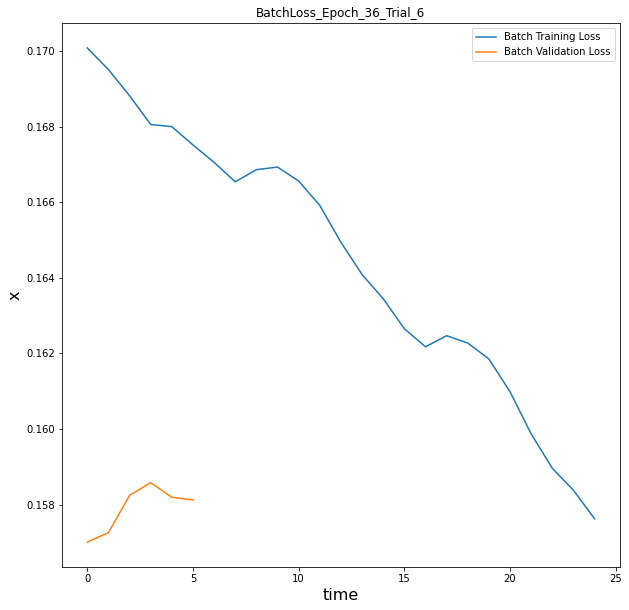 BatchLoss_Epoch_36_Trial_6
Batch Training Loss
Batch Validation Loss
0.170
0.168
0.166
0.164
0.162
0.160
0.158
x
0 5 10 15 20 25
time